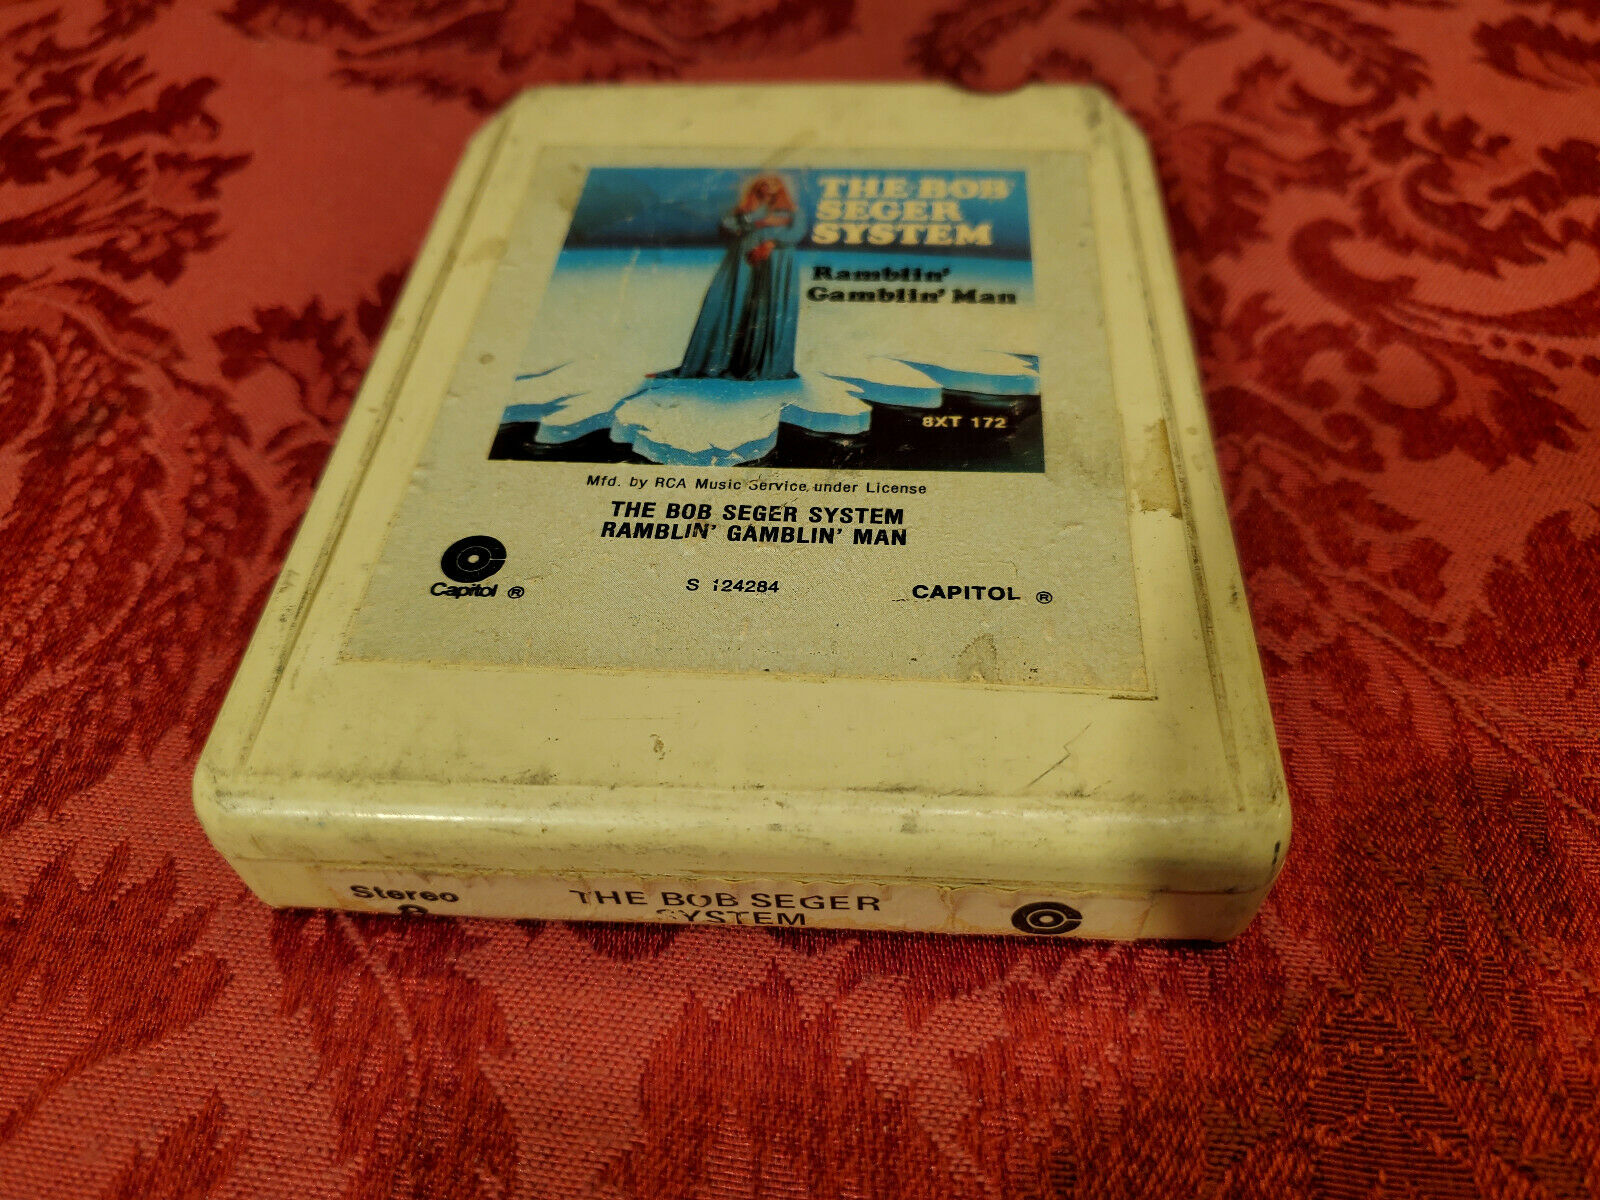 THE BOB
SEGER
SYSTEM
Ramblin'
Gamblin' Man
8XT 172
Mfd. by RCA Music Service under License
THE BOB SEGER SYSTEM
RAMBLIN' GAMBLIN' MAN
Capitol ®
S 124284
CAPITOL ®
Stereo
8
THE BOB SEGER
SYSTEM